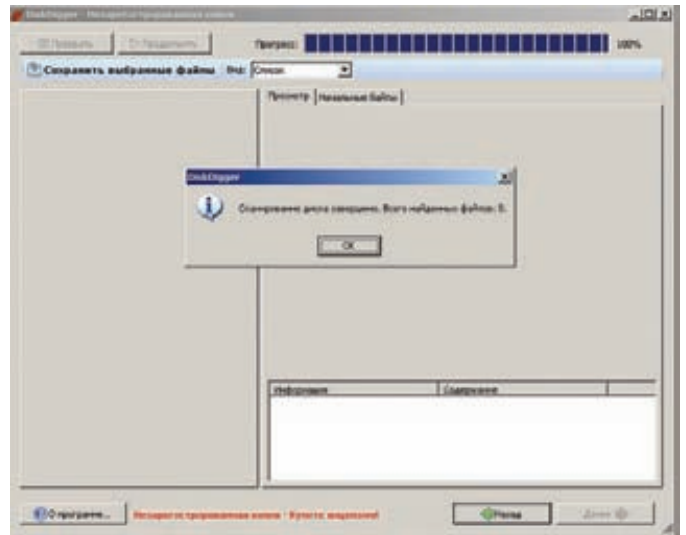 DiskDigger - Незарегистрированная копия
Прервать
Продолжить
Прогресс:
100%
Сохранить выбранные файлы
Вид:
Список
Просмотр
Начальные байты
DiskDigger
Сканирование диска завершено. Всего найденных файлов: 0.
OK
Информация
Содержание
О программе...
Незарегистрированная копия - Купите лицензию!
Назад
Далее